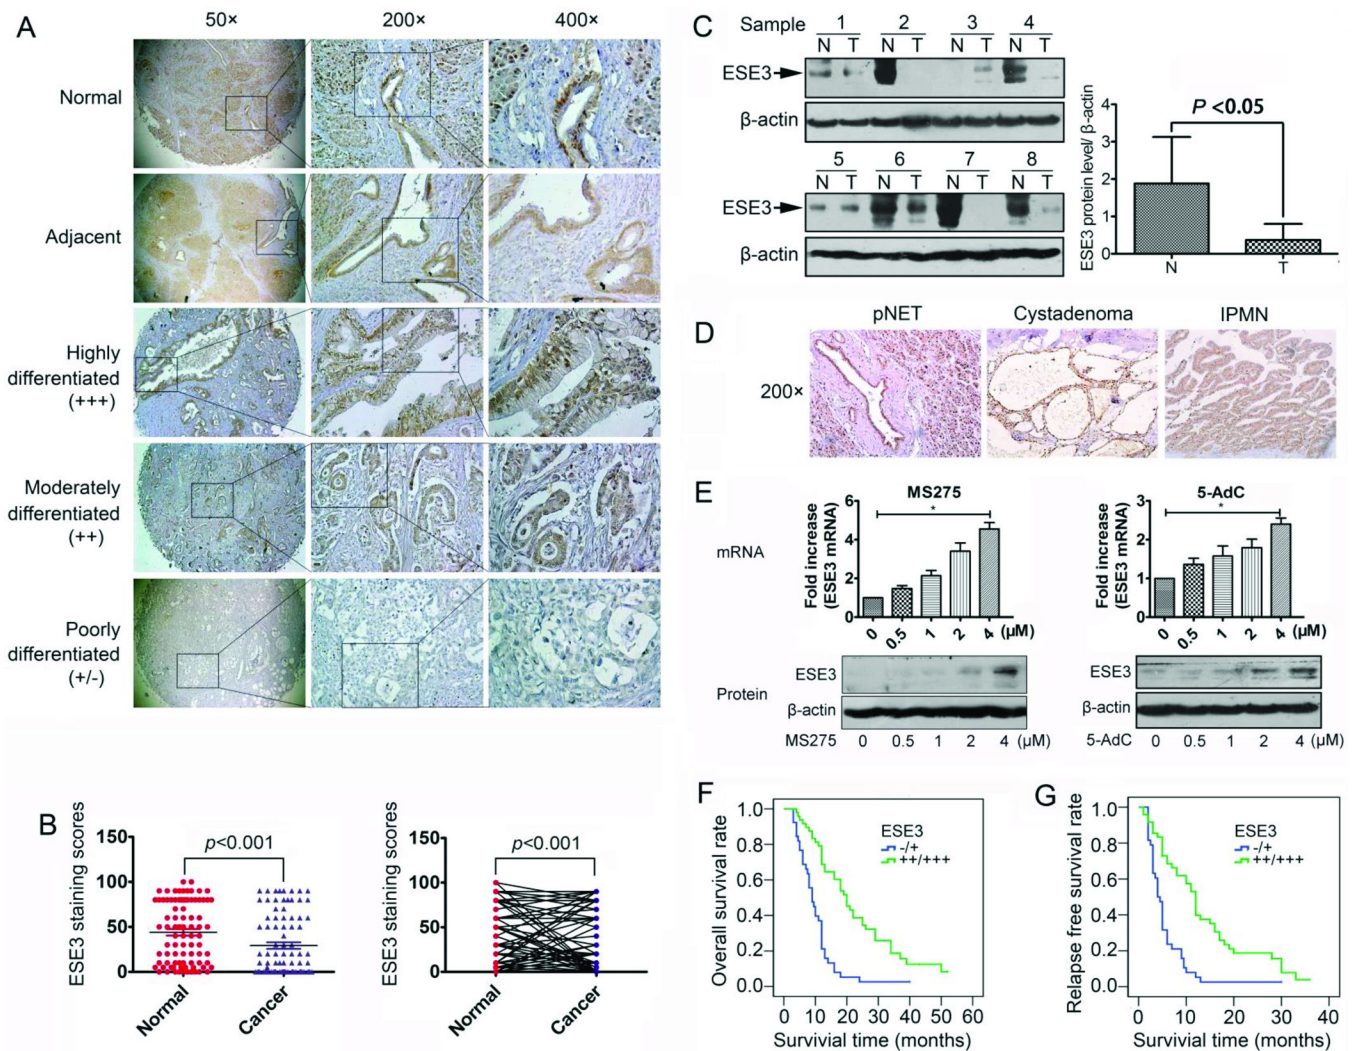 A
50×
200×
400×
Normal
Adjacent
Highly
differentiated
(+++)
Moderately
differentiated
(++)
Poorly
differentiated
(+/-)
B
ESE3 staining scores
150
100
50
0
p<0.001
Normal
Cancer
ESE3 staining scores
150
100
50
0
p<0.001
Normal
Cancer
C
Sample 1 2 3 4
N T N T N T N T
ESE3
β-actin
5 6 7 8
N T N T N T N T
ESE3
β-actin
ESE3 protein level/ β-actin
4
3
2
1
0
P <0.05
N T
D
pNET Cystadenoma IPMN
200×
E
mRNA
MS275
Fold increase
(ESE3 mRNA)
6
4
2
0
*
0 0.5 1 2 4 (μM)
5-AdC
Fold increase
(ESE3 mRNA)
3
2
1
0
*
0 0.5 1 2 4 (μM)
Protein
ESE3
β-actin
MS275 0 0.5 1 2 4 (μM)
ESE3
β-actin
5-AdC 0 0.5 1 2 4 (μM)
F
Overall survival rate
1.0
0.8
0.6
0.4
0.2
0.0
ESE3
-/+
++/+++
0 10 20 30 40 50 60
Survivial time (months)
G
Relapse free survival rate
1.0
0.8
0.6
0.4
0.2
0.0
ESE3
-/+
++/+++
0 10 20 30 40
Survivial time (months)